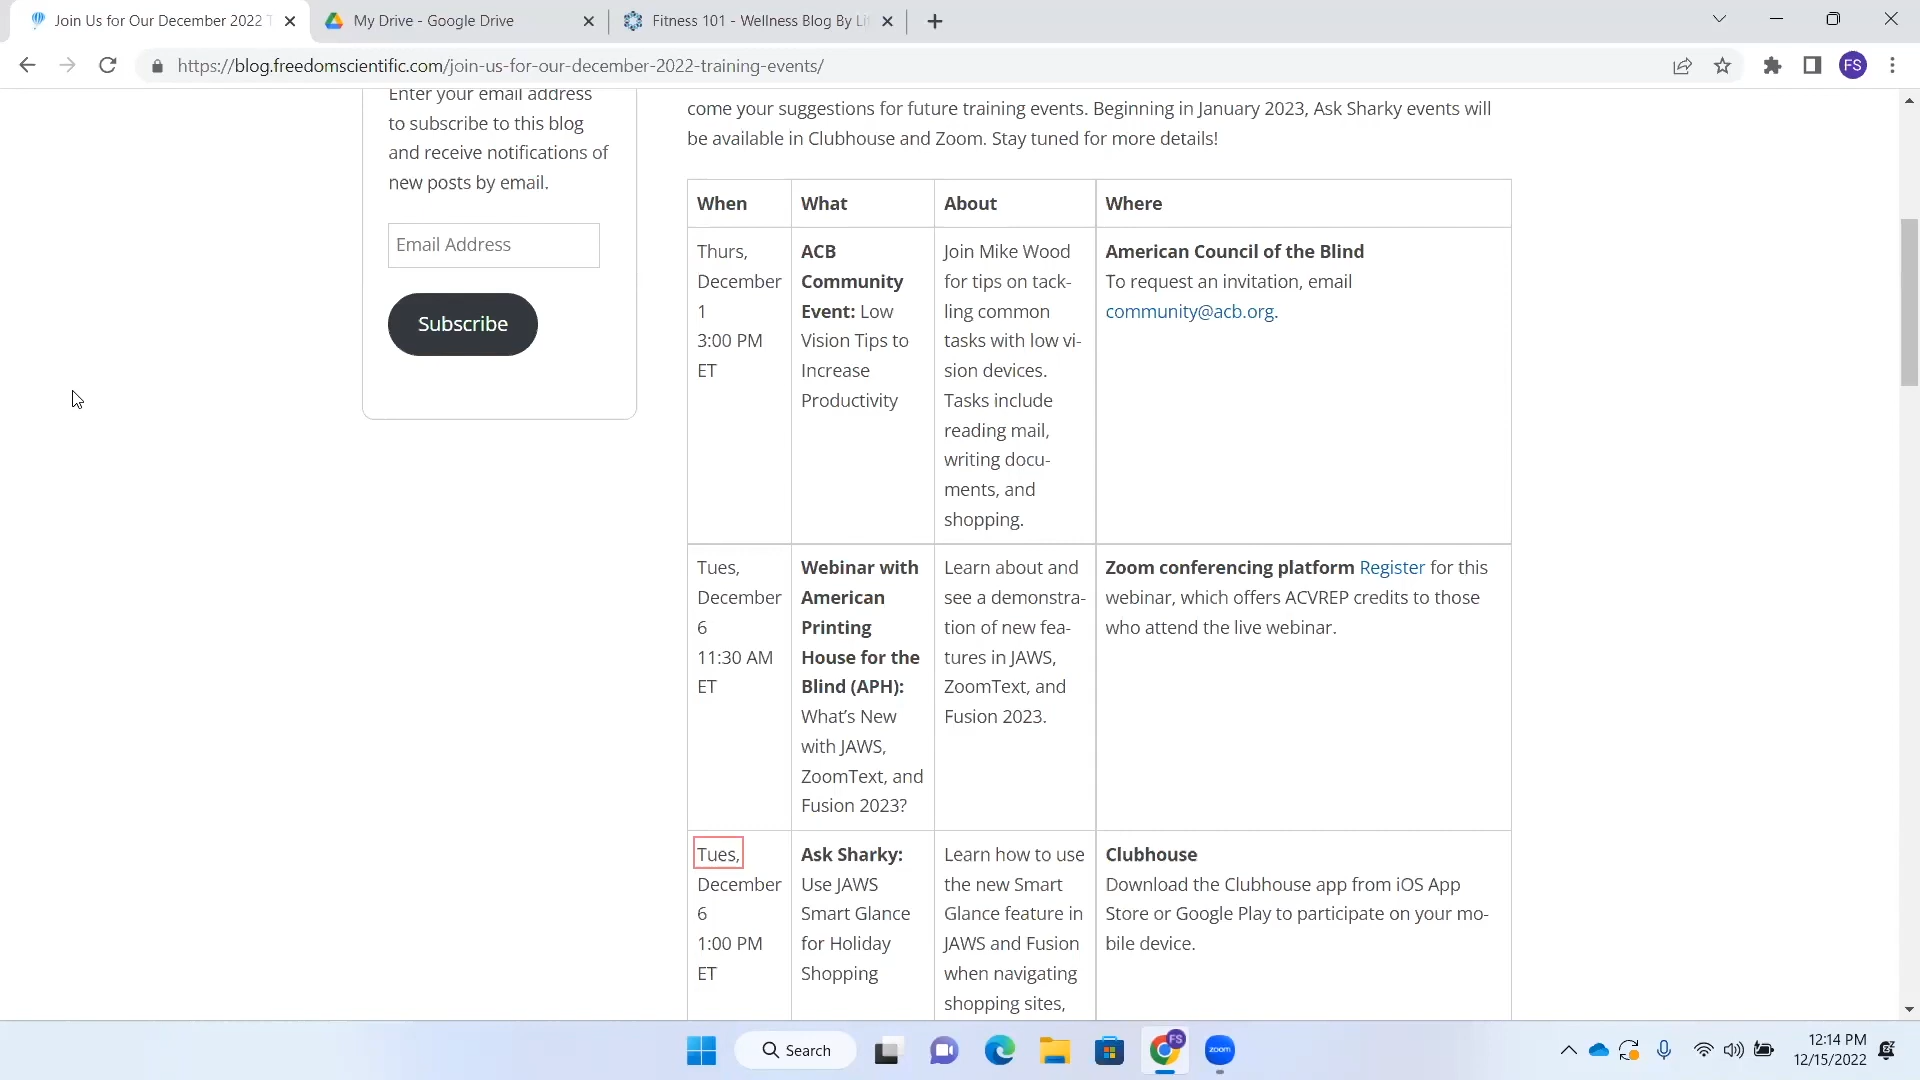 Join Us for Our December 2022 T
My Drive - Google Drive
Fitness 101 - Wellness Blog By Li
https://blog.freedomscientific.com/join-us-for-our-december-2022-training-events/
FS
Enter your email address
to subscribe to this blog
and receive notifications of
new posts by email.
Email Address
Subscribe
come your suggestions for future training events. Beginning in January 2023, Ask Sharky events will
be available in Clubhouse and Zoom. Stay tuned for more details!
When
What
About
Where
Thurs,
December
1
3:00 PM
ET
ACB
Community
Event: Low
Vision Tips to
Increase
Productivity
Join Mike Wood
for tips on tack-
ling common
tasks with low vi-
sion devices.
Tasks include
reading mail,
writing docu-
ments, and
shopping.
American Council of the Blind
To request an invitation, email
community@acb.org.
Tues,
December
6
11:30 AM
ET
Webinar with
American
Printing
House for the
Blind (APH):
What's New
with JAWS,
ZoomText, and
Fusion 2023?
Learn about and
see a demonstra-
tion of new fea-
tures in JAWS,
ZoomText, and
Fusion 2023.
Zoom conferencing platform Register for this
webinar, which offers ACVREP credits to those
who attend the live webinar.
Tues,
December
6
1:00 PM
ET
Ask Sharky:
Use JAWS
Smart Glance
for Holiday
Shopping
Learn how to use
the new Smart
Glance feature in
JAWS and Fusion
when navigating
shopping sites,
Clubhouse
Download the Clubhouse app from iOS App
Store or Google Play to participate on your mo-
bile device.
Search
FS
zoom
12:14 PM
12/15/2022